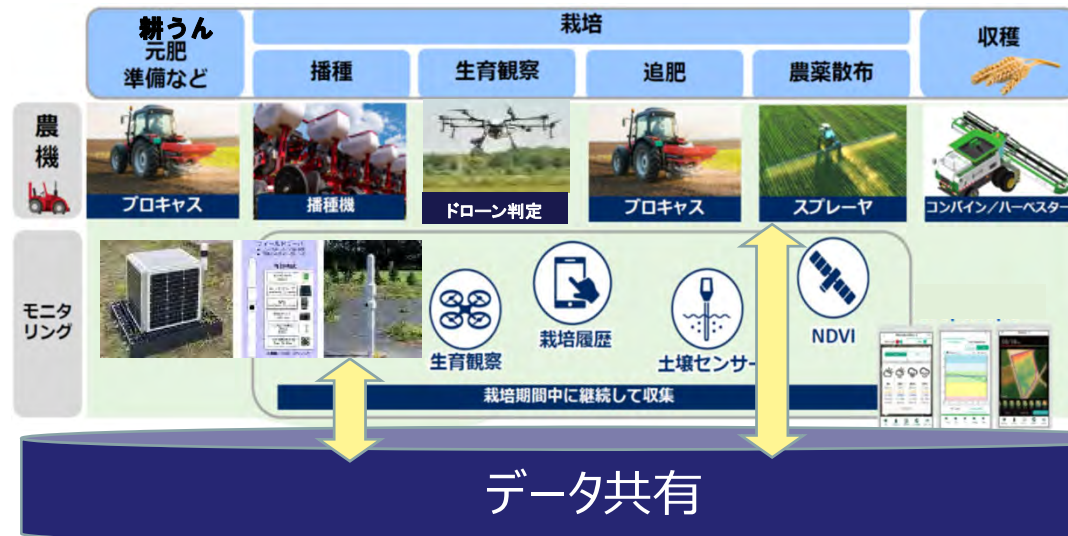 耕うん
元肥
準備など
栽培
播種
生育観察
追肥
農薬散布
収穫
農
機
ブロキャス
播種機
ドローン判定
ブロキャス
スプレーヤ
コンバイン／ハーベスター
モニタ
リング
生育観察
栽培履歴
土壌センサー
NDVI
栽培期間中に継続して収集
データ共有